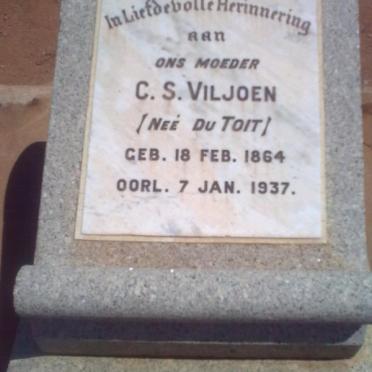 In Liefdevolle Herinnering
aan
ONS MOEDER
C. S. VILJOEN
[NEÉ DU TOIT]
GEB. 18 FEB. 1864
OORL. 7 JAN. 1937.